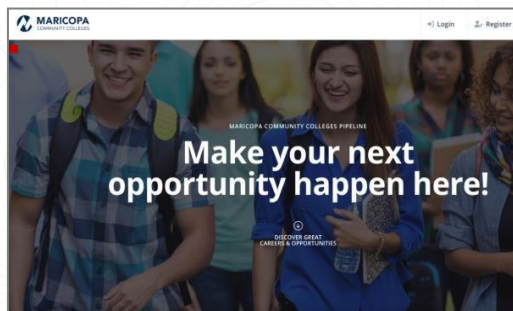 MARICOPA
COMMUNITY COLLEGES
Login
Register
MARICOPA COMMUNITY COLLEGES PIPELINE
Make your next
opportunity happen here!
DISCOVER GREAT
CAREERS & OPPORTUNITIES